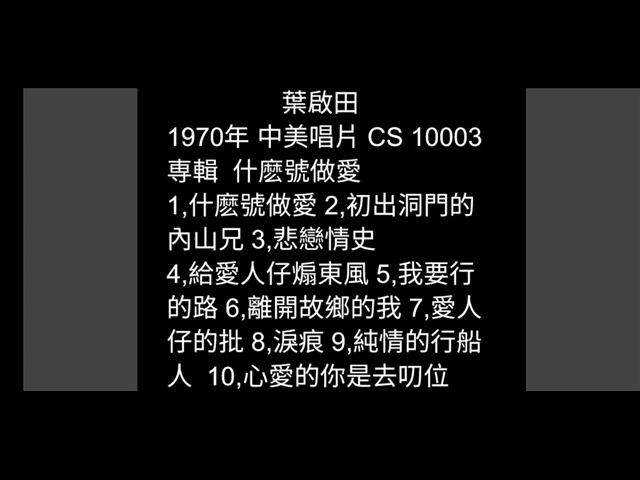 葉啟田
1970年 中美唱片 CS 10003
專輯 什麽號做愛
1,什麽號做愛 2,初出洞門的
內山兄 3,悲戀情史
4,給愛人仔煽東風 5,我要行
的路 6,離開故鄉的我 7,愛人
仔的批 8,淚痕 9,純情的行船
人 10,心愛的你是去叨位